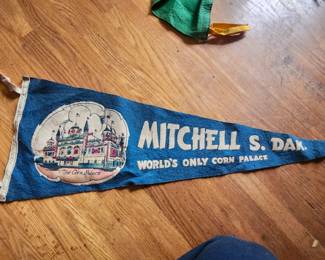 MITCHELL S. DAK.
WORLD'S ONLY CORN PALACE
The Corn Palace